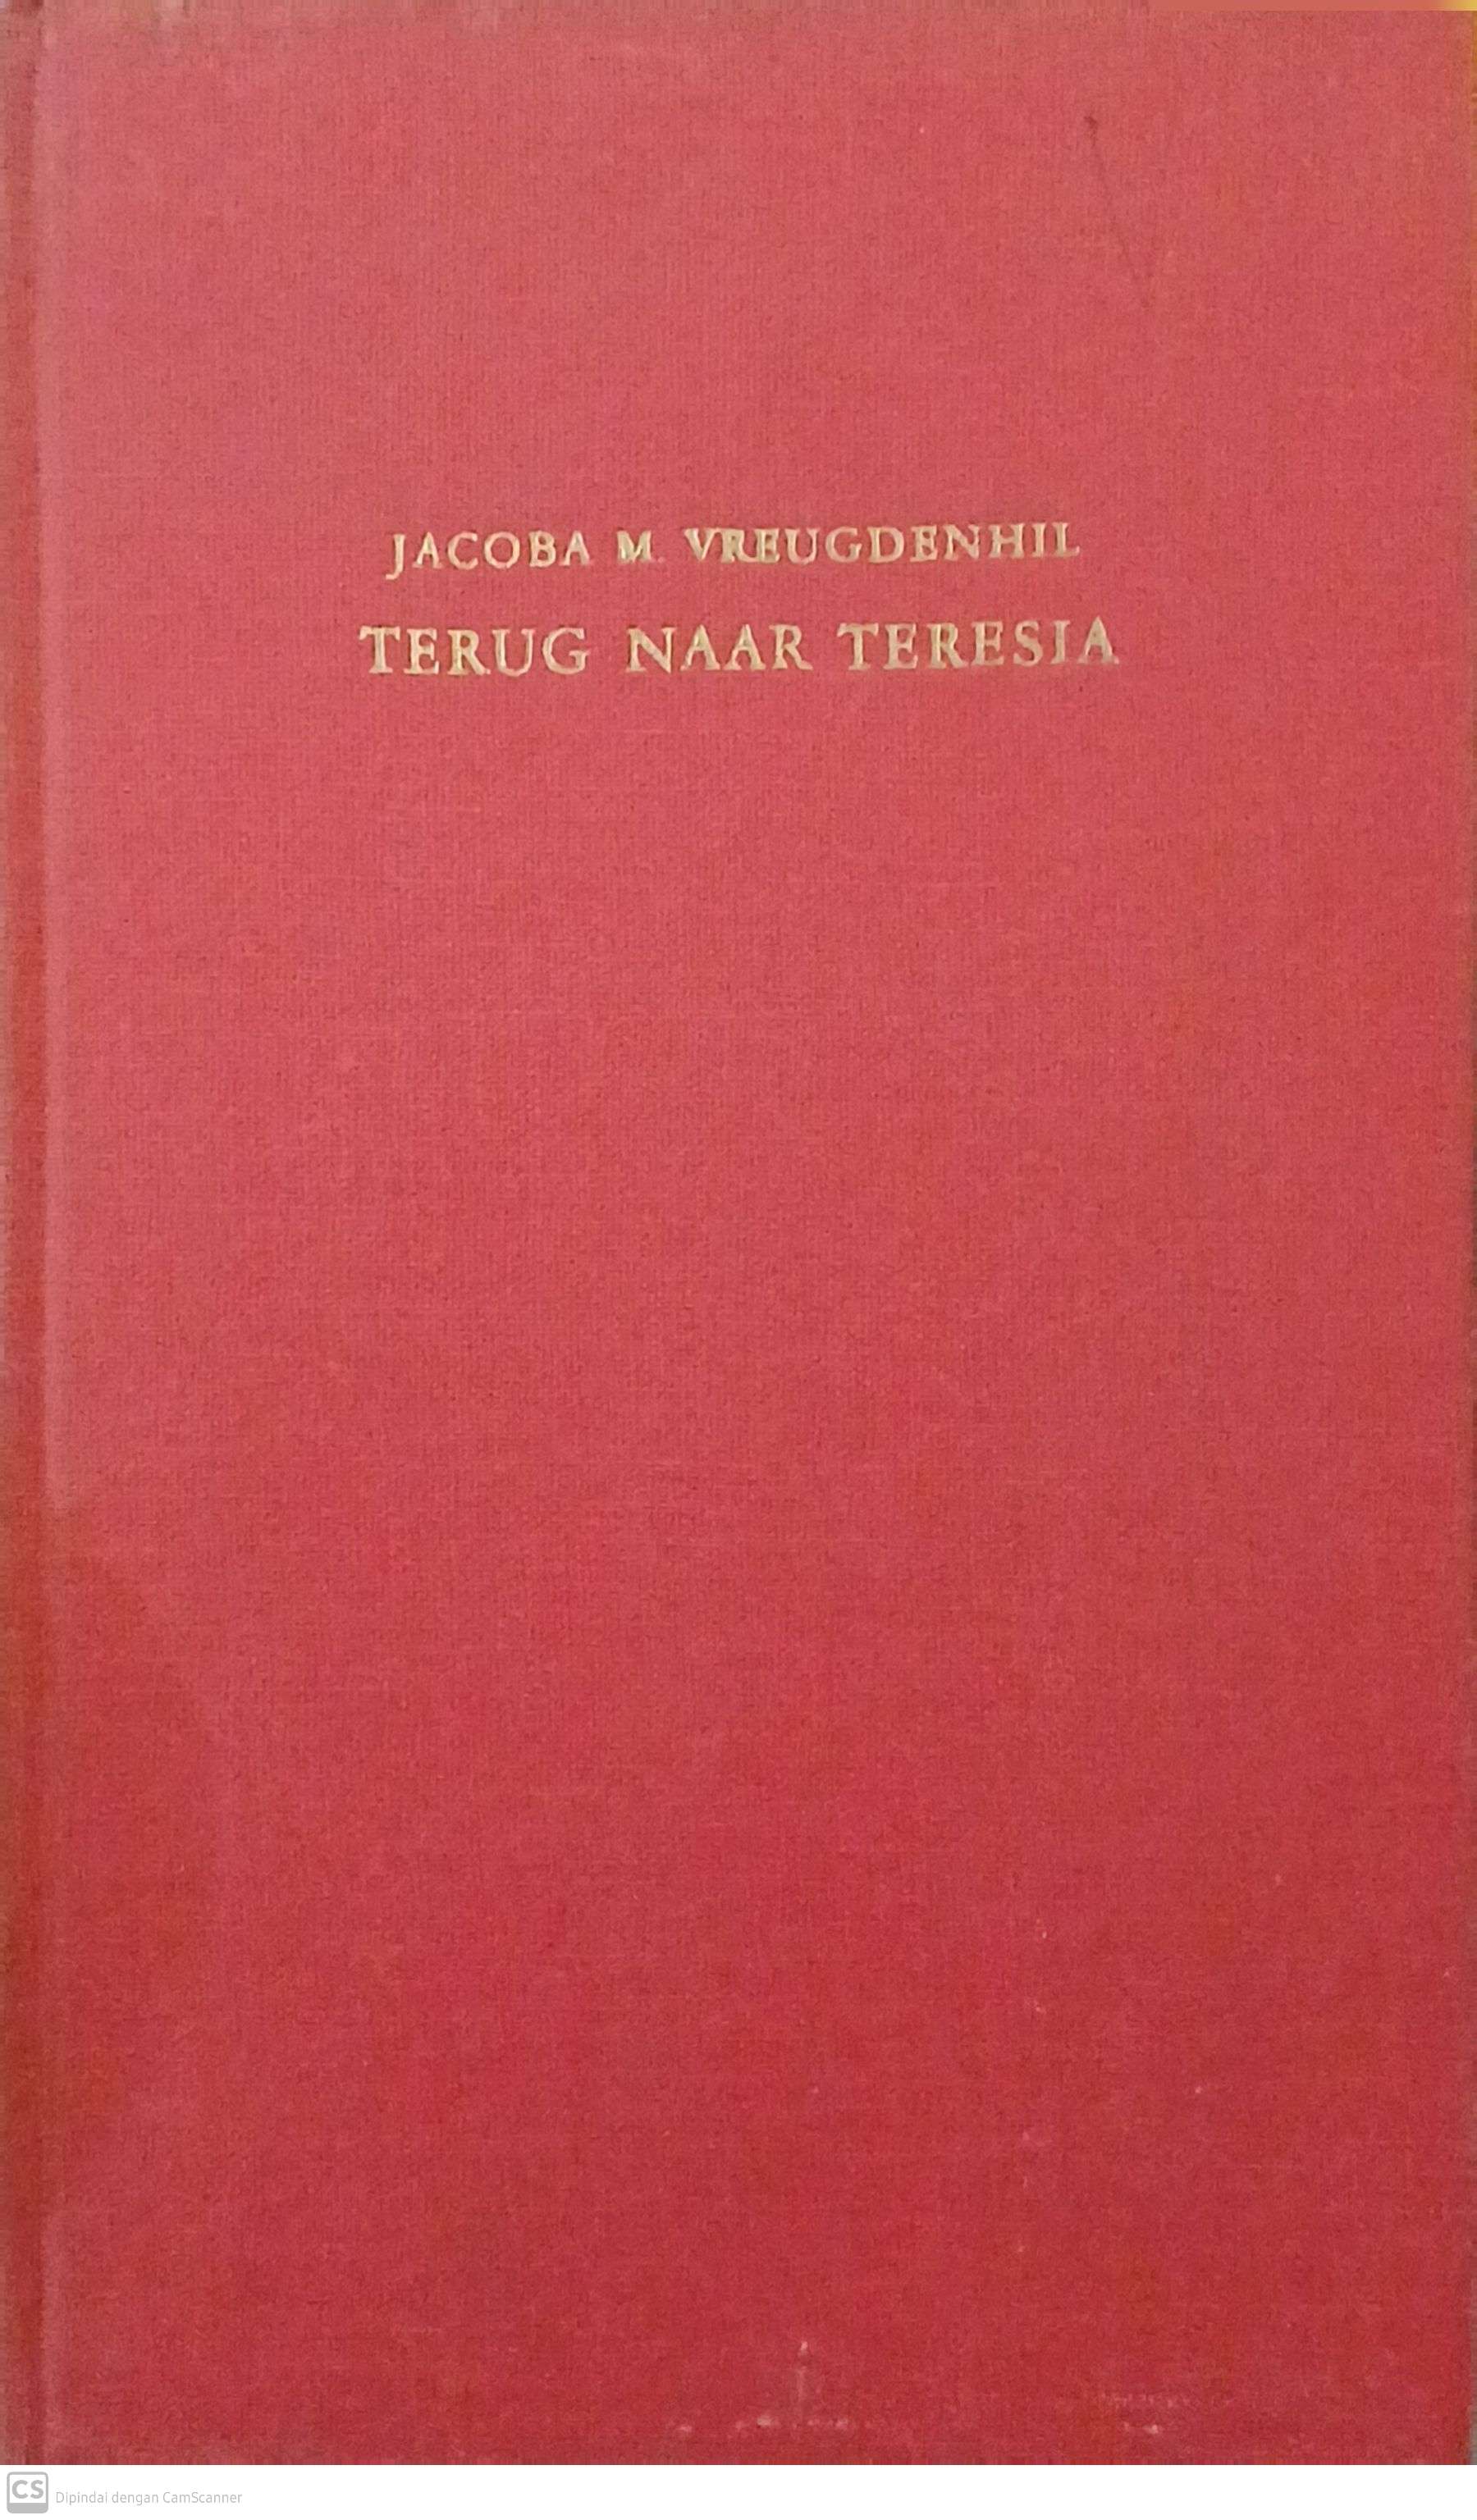 JACOBA M. VREUGDENHIL
TERUG NAAR TERESIA
CS Dipindai dengan CamScanner